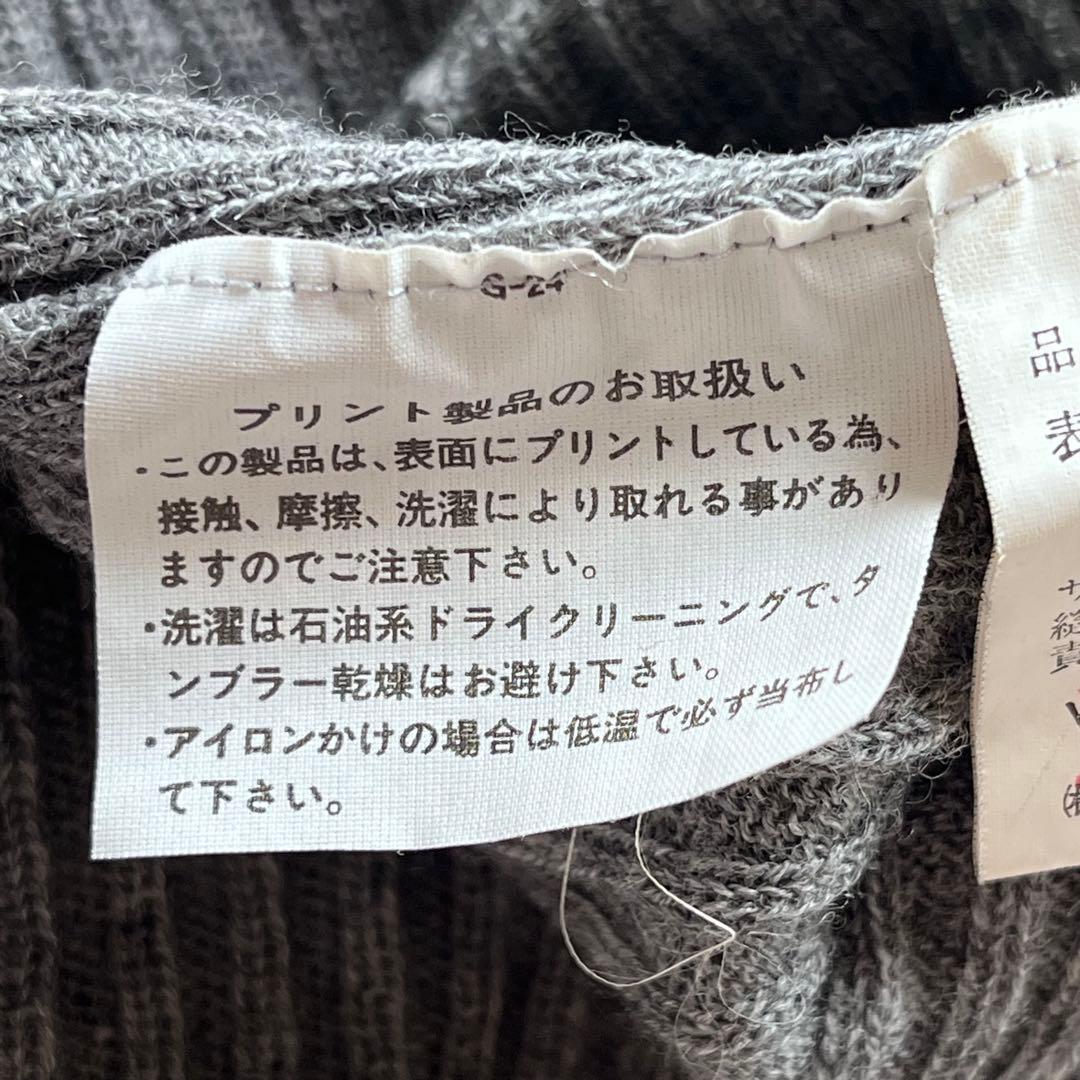 G-24
プリント製品のお取扱い
・この製品は、表面にプリントしている為、
接触、摩擦、洗濯により取れる事があり
ますのでご注意下さい。
・洗濯は石油系ドライクリーニングで、タ
ンブラー乾燥はお避け下さい。
・アイロンかけの場合は低温で必ず当布し
て下さい。
品
表
縫
責